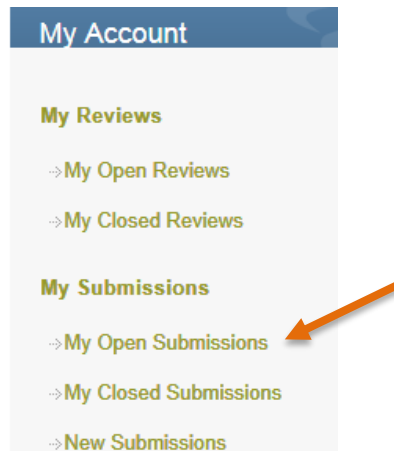 My Account
My Reviews
My Open Reviews
My Closed Reviews
My Submissions
My Open Submissions
My Closed Submissions
New Submissions